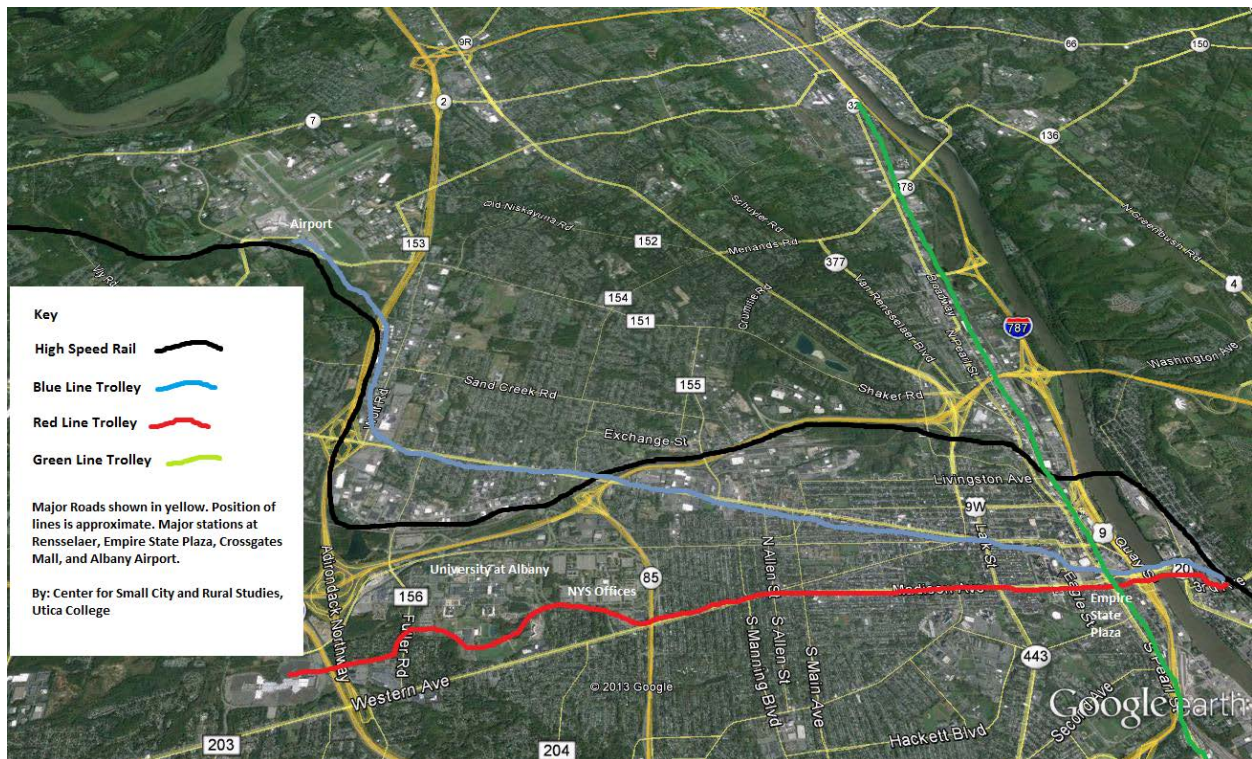 9R
66
150
32
2
7
136
378
N Greenbush Rd
Schuyler Rd
Old Niskayuna Rd
Airport
153
152
Menands Rd
377
4
Vly Rd
154
Crumitie Rd
Van Rensselaer Blvd
Broadway
N Pearl St
151
787
Washington Ave
Key
High Speed Rail
Blue Line Trolley
Red Line Trolley
Green Line Trolley
Major Roads shown in yellow. Position of
lines is approximate. Major stations at
Rensselaer, Empire State Plaza, Crossgates
Mall, and Albany Airport.
By: Center for Small City and Rural Studies,
Utica College
Sand Creek Rd
155
Shaker Rd
Exchange St
Livingston Ave
9W
Lark St
9
Quay St
N Allen St
Adirondack Northway
University at Albany
85
NYS Offices
Madison Ave
Eagle St
20
156
Fuller Rd
Empire
State
Plaza
S Manning Blvd
S Allen St
S Main Ave
443
S Pearl St
Western Ave
© 2013 Google
Google earth
Second Ave
Hackett Blvd
203
204